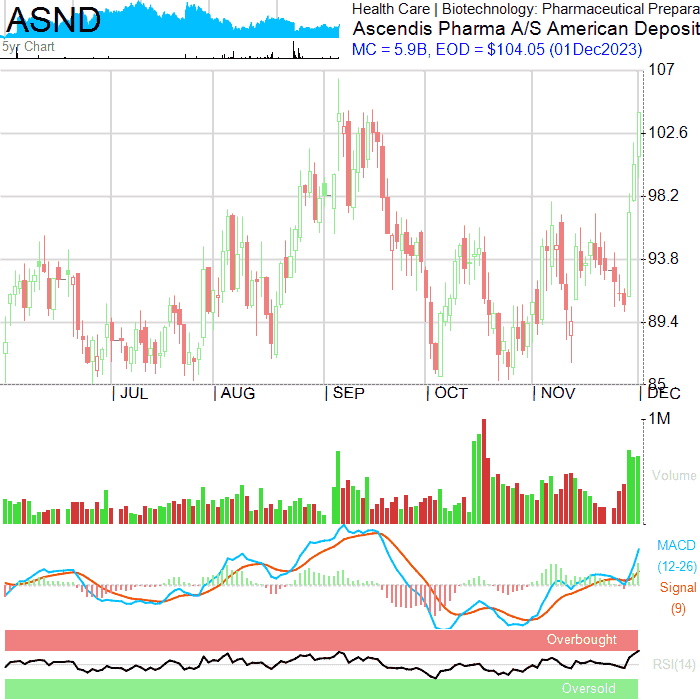 ASND
5yr Chart
Health Care | Biotechnology: Pharmaceutical Prepara
Ascendis Pharma A/S American Deposit
MC = 5.9B, EOD = $104.05 (01Dec2023)
107
102.6
98.2
93.8
89.4
85
JUL
AUG
SEP
OCT
NOV
DEC
1M
Volume
MACD
(12-26)
Signal
(9)
Overbought
RSI(14)
Oversold